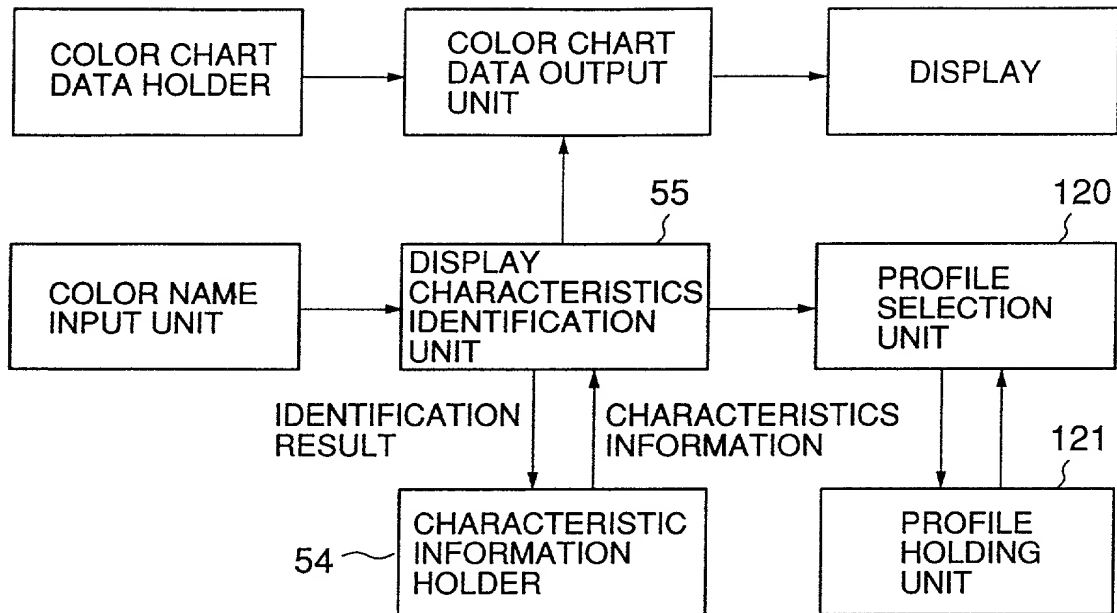 COLOR CHART
DATA HOLDER
COLOR CHART
DATA OUTPUT
UNIT
DISPLAY
55
120
COLOR NAME
INPUT UNIT
DISPLAY
CHARACTERISTICS
IDENTIFICATION
UNIT
PROFILE
SELECTION
UNIT
IDENTIFICATION
RESULT
CHARACTERISTICS
INFORMATION
121
54
CHARACTERISTIC
INFORMATION
HOLDER
PROFILE
HOLDING
UNIT